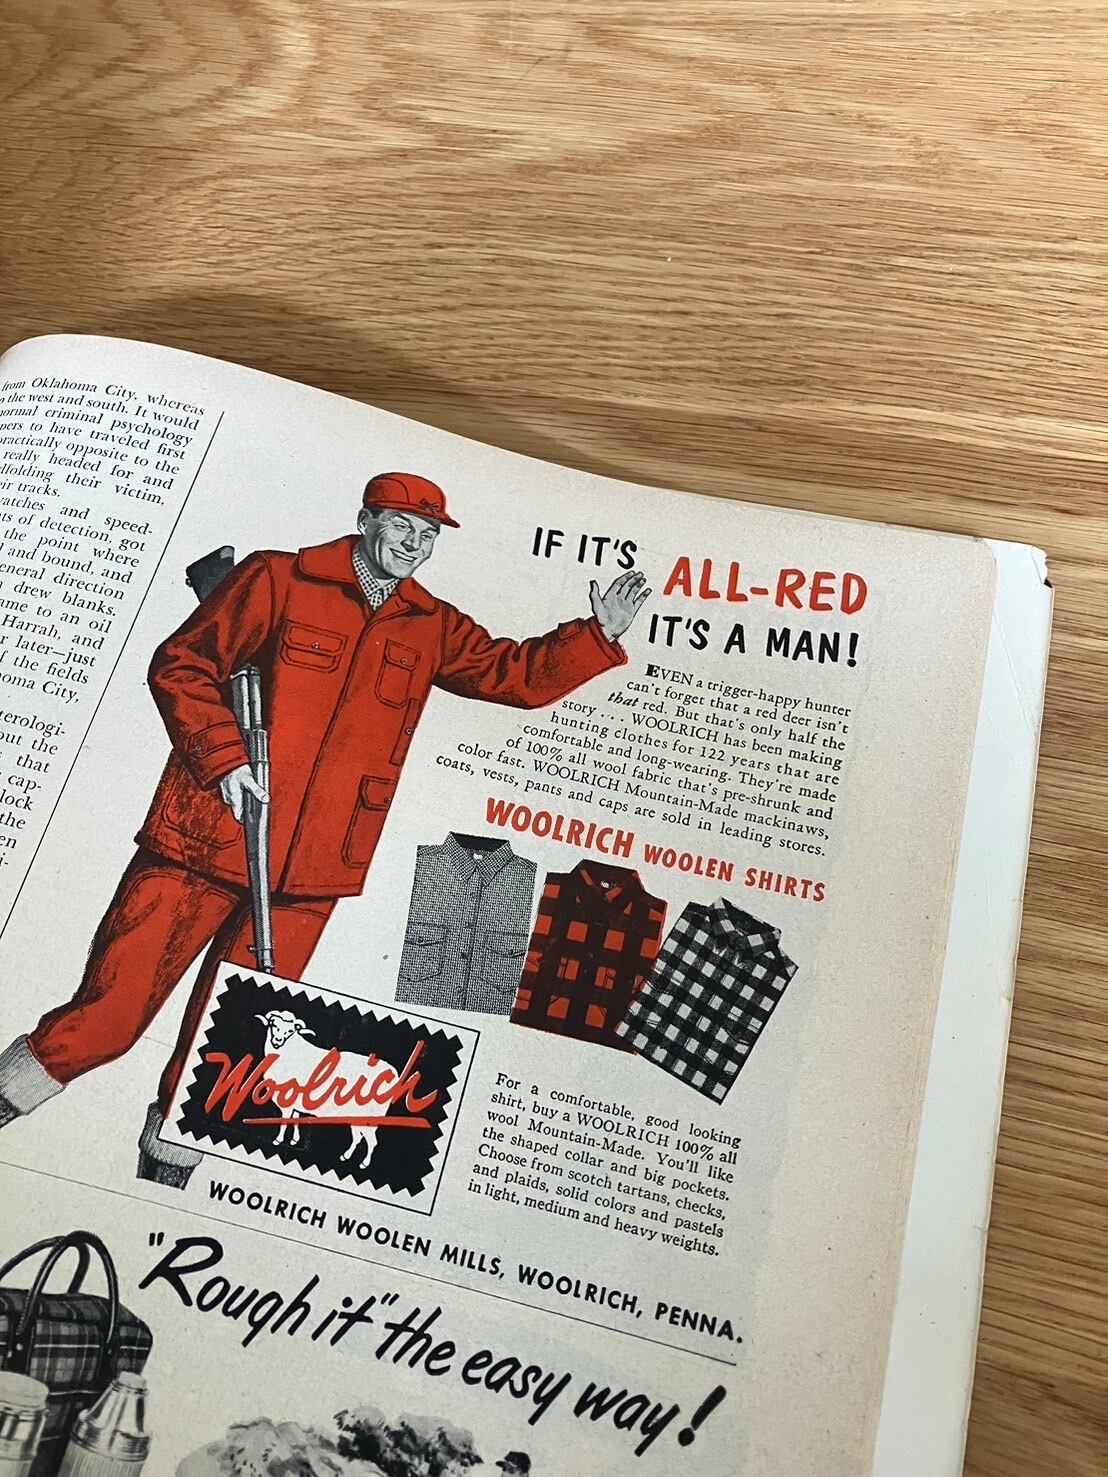 from Oklahoma City, whereas
the west and south. It would
normal criminal psychology
to have traveled first
practically opposite to the
really headed for and
their victim,
tracks.
and speed-
of detection, got
the point where
and bound, and
general direction
drew blanks.
to an oil
Harrah, and
later—just
of the fields
City,
out the
that
cap-
lock
the
IF IT'S ALL-RED
IT'S A MAN!
EVEN a trigger-happy hunter
can't forget that a red deer isn't
that red. But that's only half the
story . . . WOOLRICH has been making
hunting clothes for 122 years that are
comfortable and long-wearing. They're made
of 100% all wool fabric that's pre-shrunk and
color fast. WOOLRICH Mountain-Made mackinaws,
coats, vests, pants and caps are sold in leading stores.
WOOLRICH WOOLEN SHIRTS
Woolrich
For a comfortable, good looking
shirt, buy a WOOLRICH 100% all
wool Mountain-Made. You'll like
the shaped collar and big pockets.
Choose from scotch tartans, checks,
and plaids, solid colors and pastels
in light, medium and heavy weights.
WOOLRICH WOOLEN MILLS, WOOLRICH, PENNA.
"Rough it" the easy way!